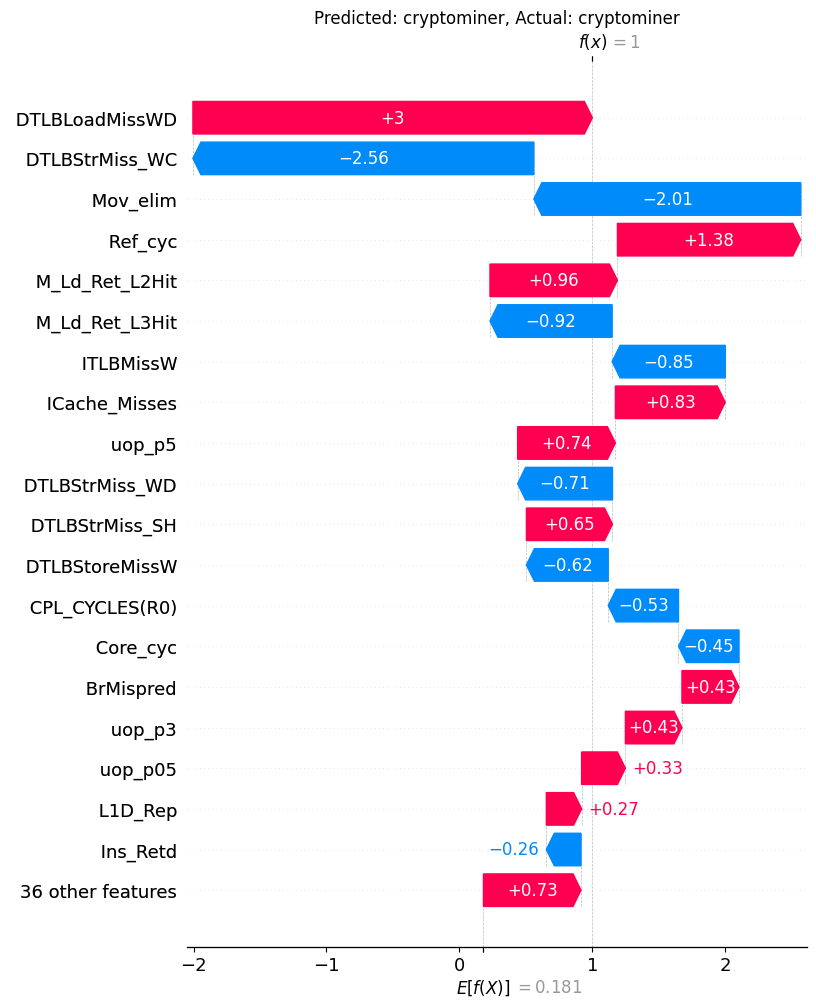 Predicted: cryptominer, Actual: cryptominer
f(x) = 1
DTLBLoadMissWD +3
DTLBStrMiss_WC −2.56
Mov_elim −2.01
Ref_cyc +1.38
M_Ld_Ret_L2Hit +0.96
M_Ld_Ret_L3Hit −0.92
ITLBMissW −0.85
ICache_Misses +0.83
uop_p5 +0.74
DTLBStrMiss_WD −0.71
DTLBStrMiss_SH +0.65
DTLBStoreMissW −0.62
CPL_CYCLES(R0) −0.53
Core_cyc −0.45
BrMispred +0.43
uop_p3 +0.43
uop_p05 +0.33
L1D_Rep +0.27
Ins_Retd −0.26
36 other features +0.73
−2 −1 0 1 2
E[f(X)] = 0.181